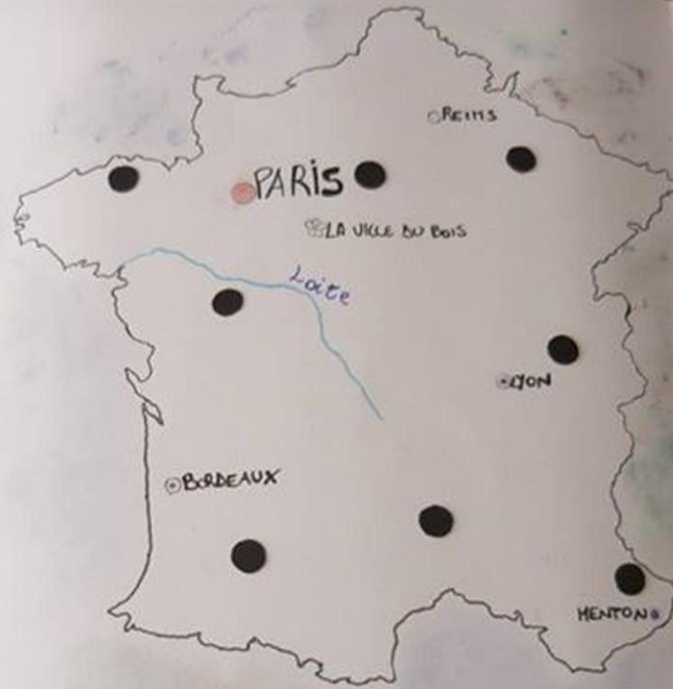 REIMS
PARiS
LA VILLE DU BOIS
Loire
LYON
BORDEAUX
MENTON